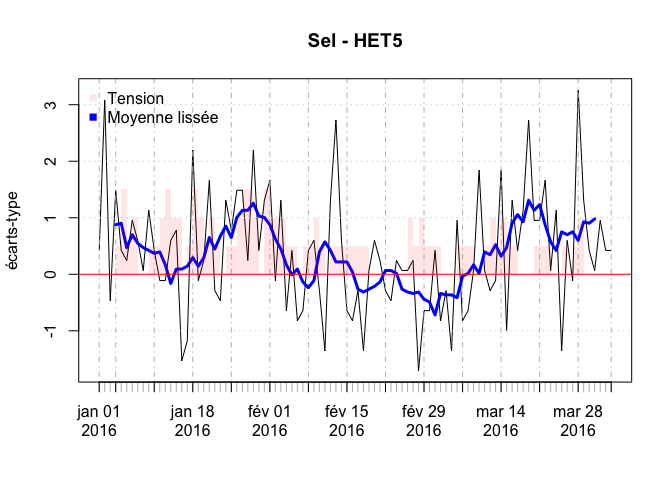 Sel - HET5
Tension
Moyenne lissée
écarts-type
3
2
1
0
-1
jan 01 jan 18 fév 01 fév 15 fév 29 mar 14 mar 28
2016 2016 2016 2016 2016 2016 2016